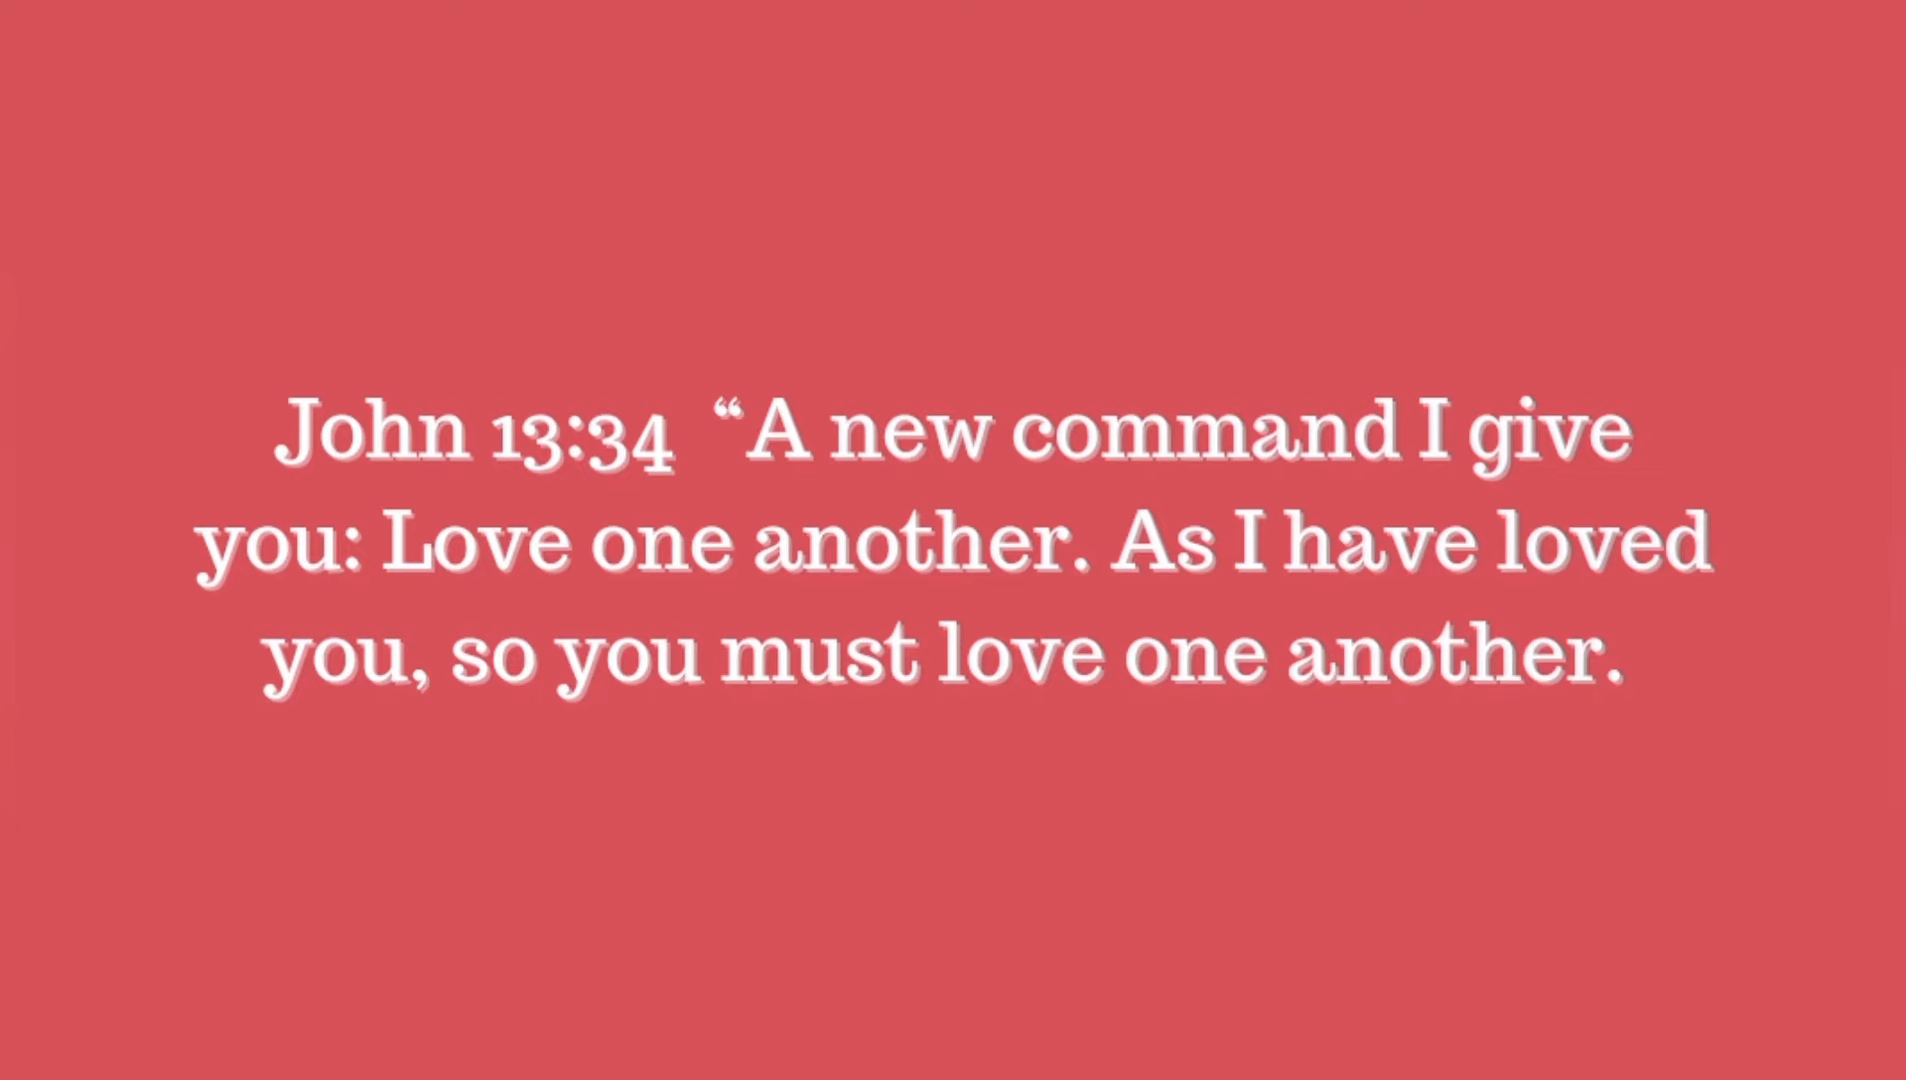 John 13:34  “A new command I give
you: Love one another. As I have loved
you, so you must love one another.